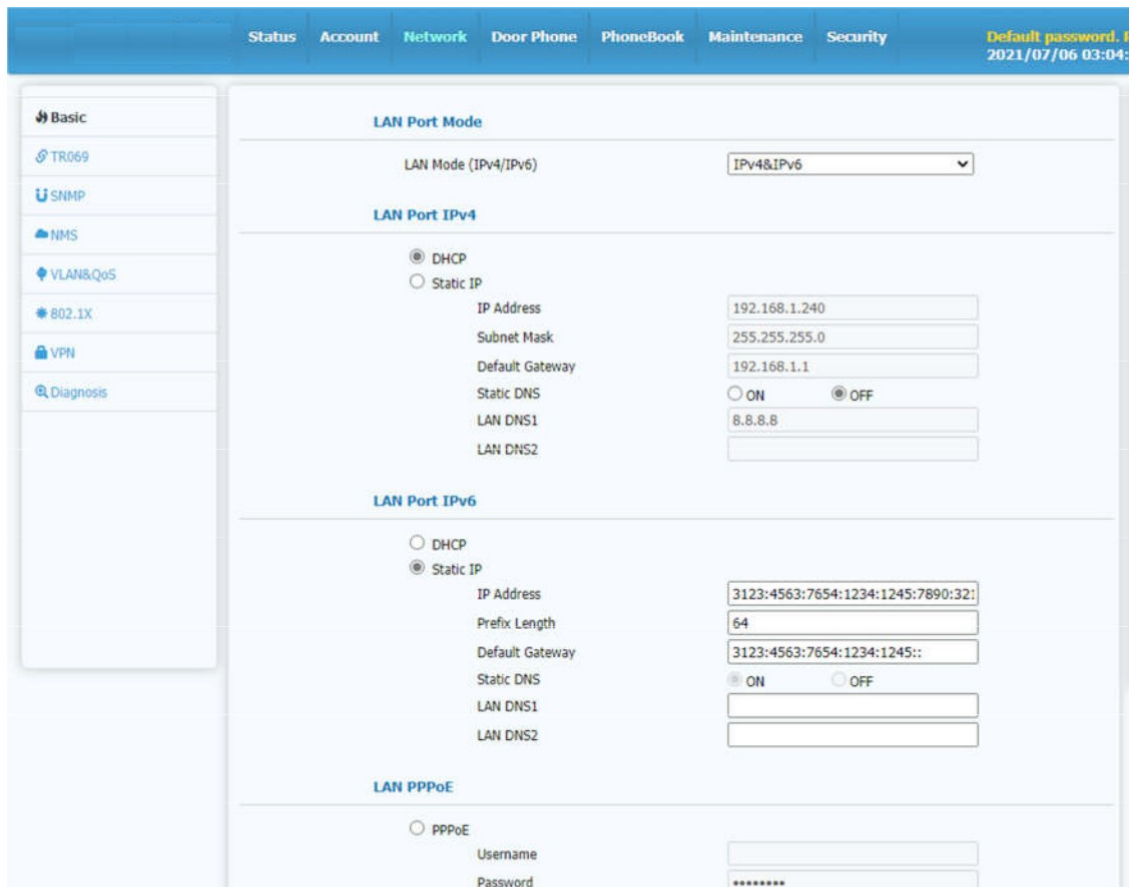 Status Account Network Door Phone PhoneBook Maintenance Security Default password.
2021/07/06 03:04:
Basic
TR069
SNMP
NMS
VLAN&QoS
802.1X
VPN
Diagnosis
LAN Port Mode
LAN Mode (IPv4/IPv6) IPv4&IPv6
LAN Port IPv4
DHCP
Static IP
IP Address 192.168.1.240
Subnet Mask 255.255.255.0
Default Gateway 192.168.1.1
Static DNS ON OFF
LAN DNS1 8.8.8.8
LAN DNS2
LAN Port IPv6
DHCP
Static IP
IP Address 3123:4563:7654:1234:1245:7890:321
Prefix Length 64
Default Gateway 3123:4563:7654:1234:1245::
Static DNS ON OFF
LAN DNS1
LAN DNS2
LAN PPPoE
PPPoE
Username
Password ••••••••